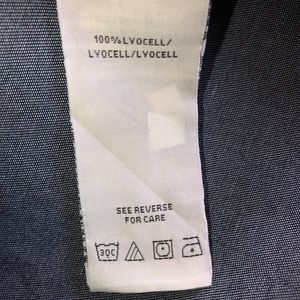 100%LYOCELL/
LYOCELL/LYOCELL
SEE REVERSE
FOR CARE
30C